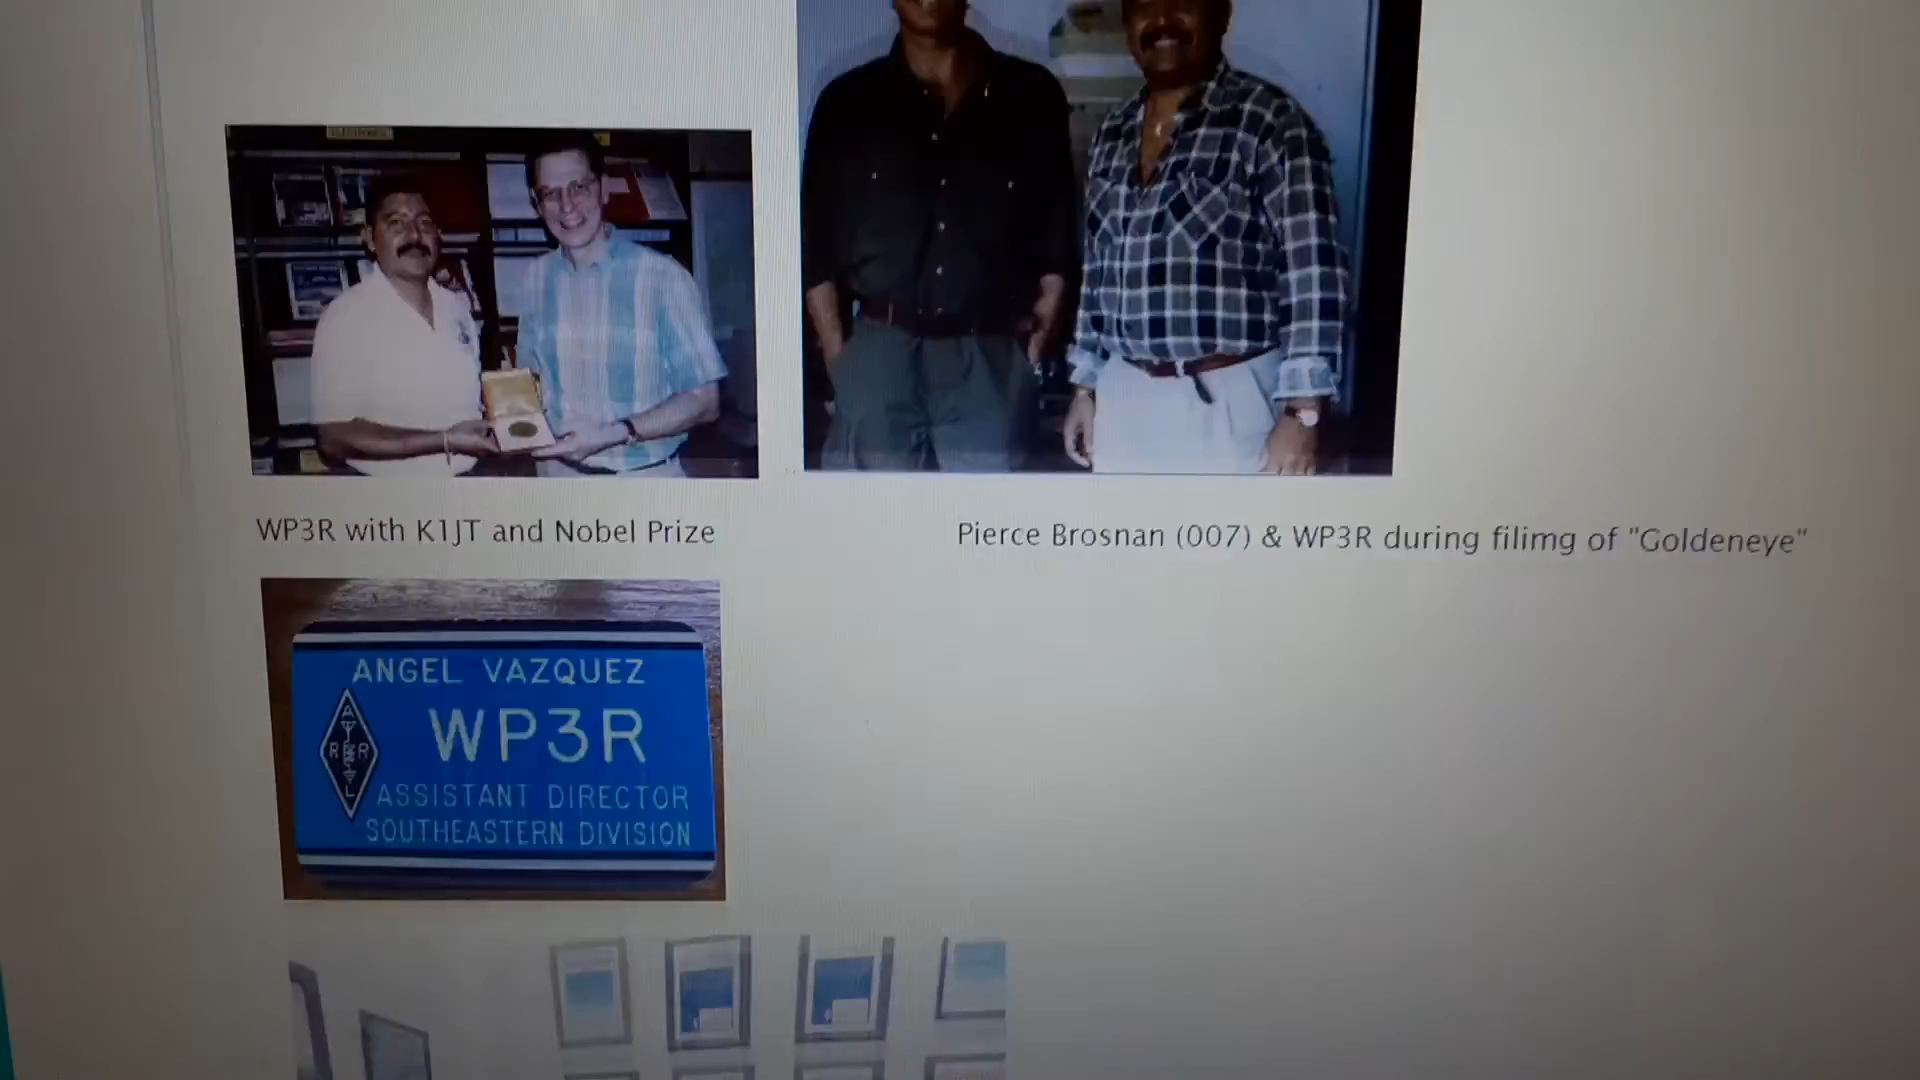 WP3R with K1JT and Nobel Prize
Pierce Brosnan (007) & WP3R during filimg of "Goldeneye"
ANGEL VAZQUEZ
WP3R
A
R R
L
ASSISTANT DIRECTOR
SOUTHEASTERN DIVISION